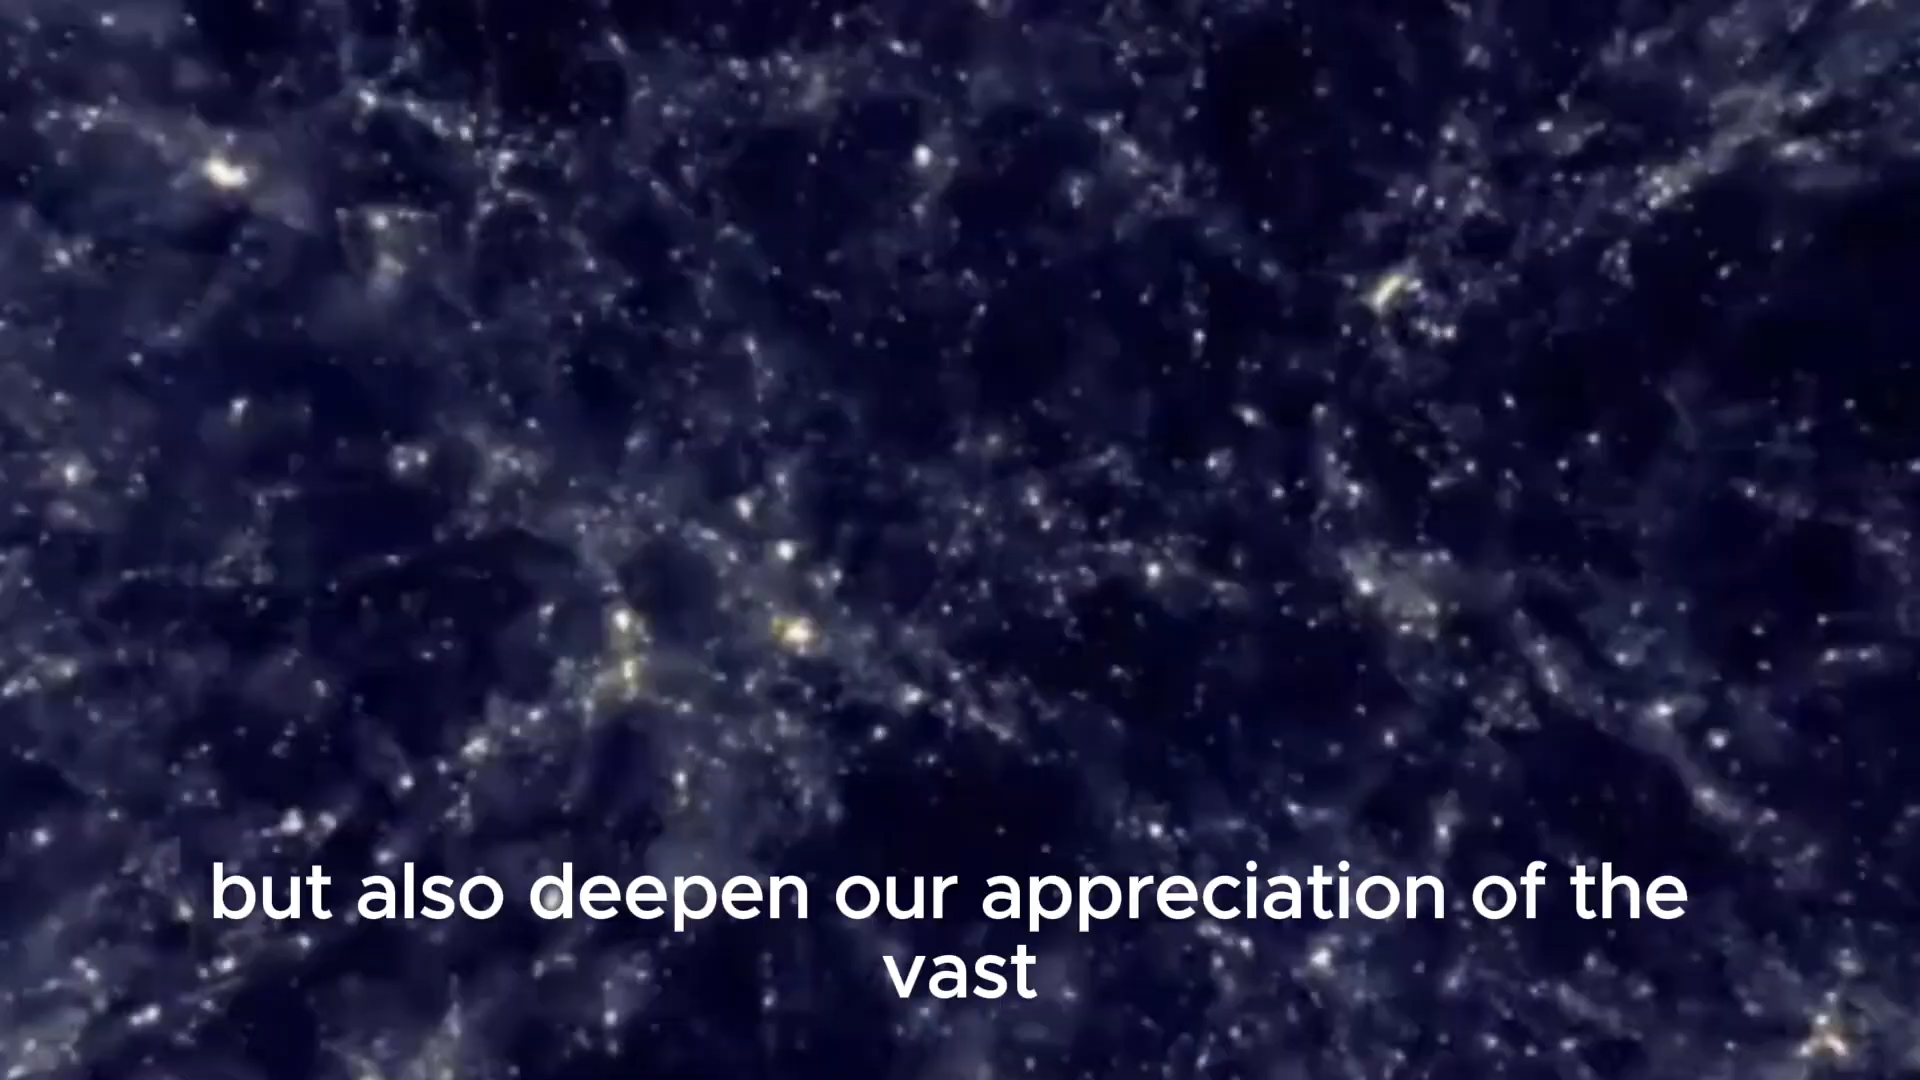 but also deepen our appreciation of the
vast